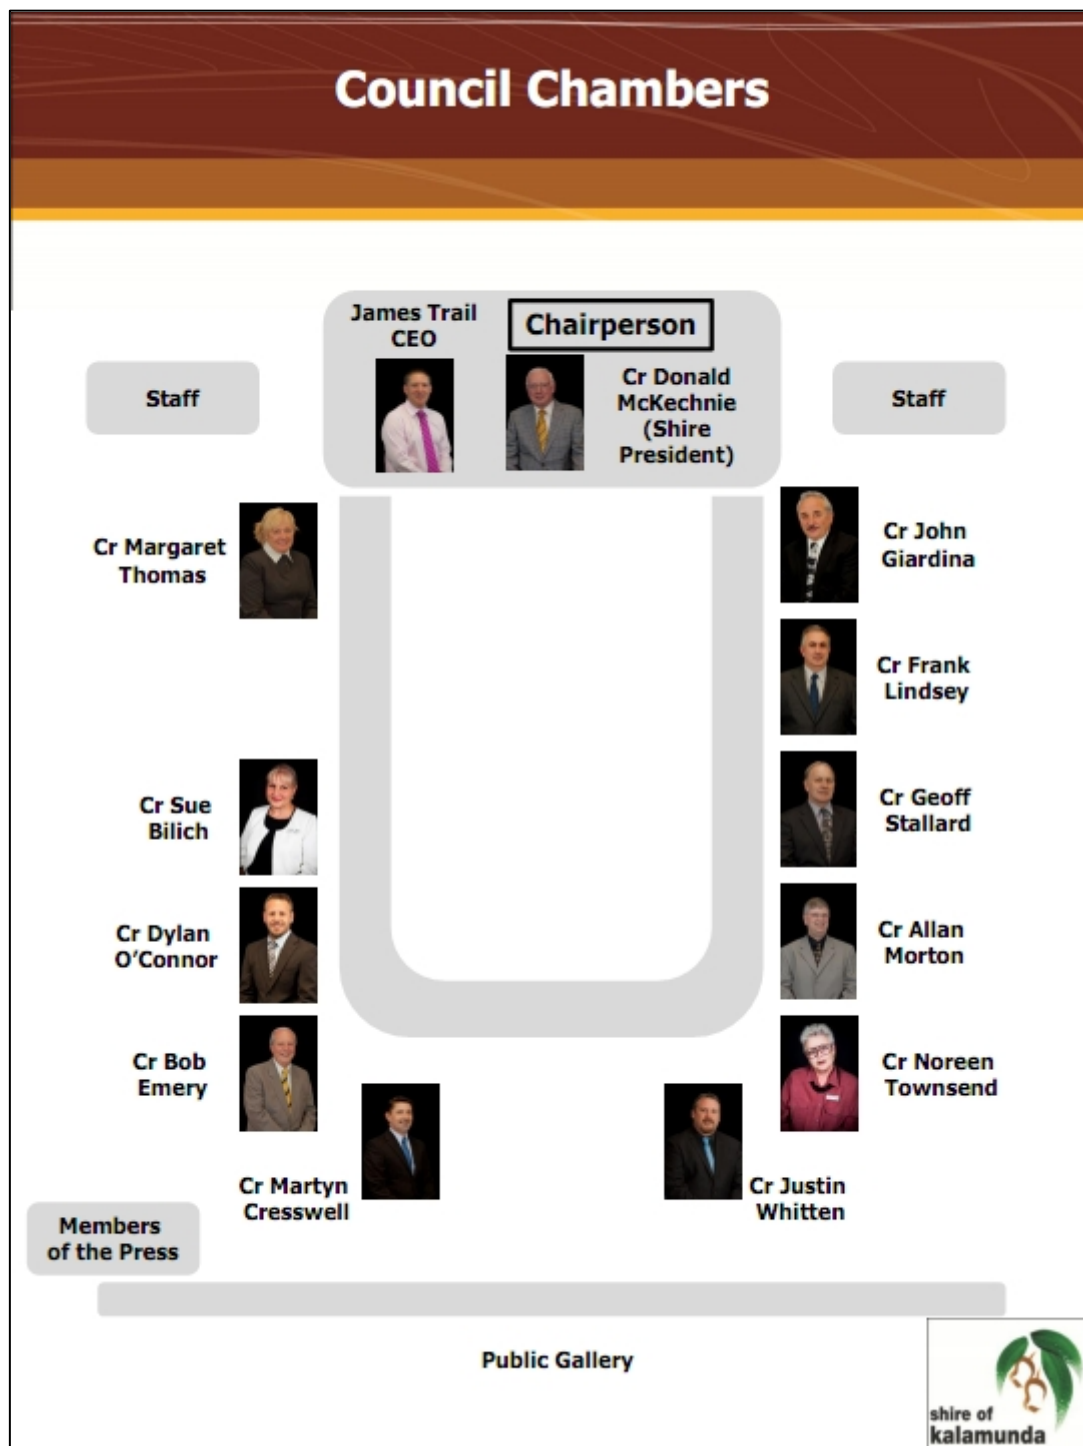 Council Chambers
James Trail
CEO
Chairperson
Cr Donald
McKechnie
(Shire
President)
Staff
Staff
Cr Margaret
Thomas
Cr John
Giardina
Cr Frank
Lindsey
Cr Sue
Bilich
Cr Geoff
Stallard
Cr Dylan
O'Connor
Cr Allan
Morton
Cr Bob
Emery
Cr Noreen
Townsend
Cr Martyn
Cresswell
Cr Justin
Whitten
Members
of the Press
Public Gallery
shire of
kalamunda